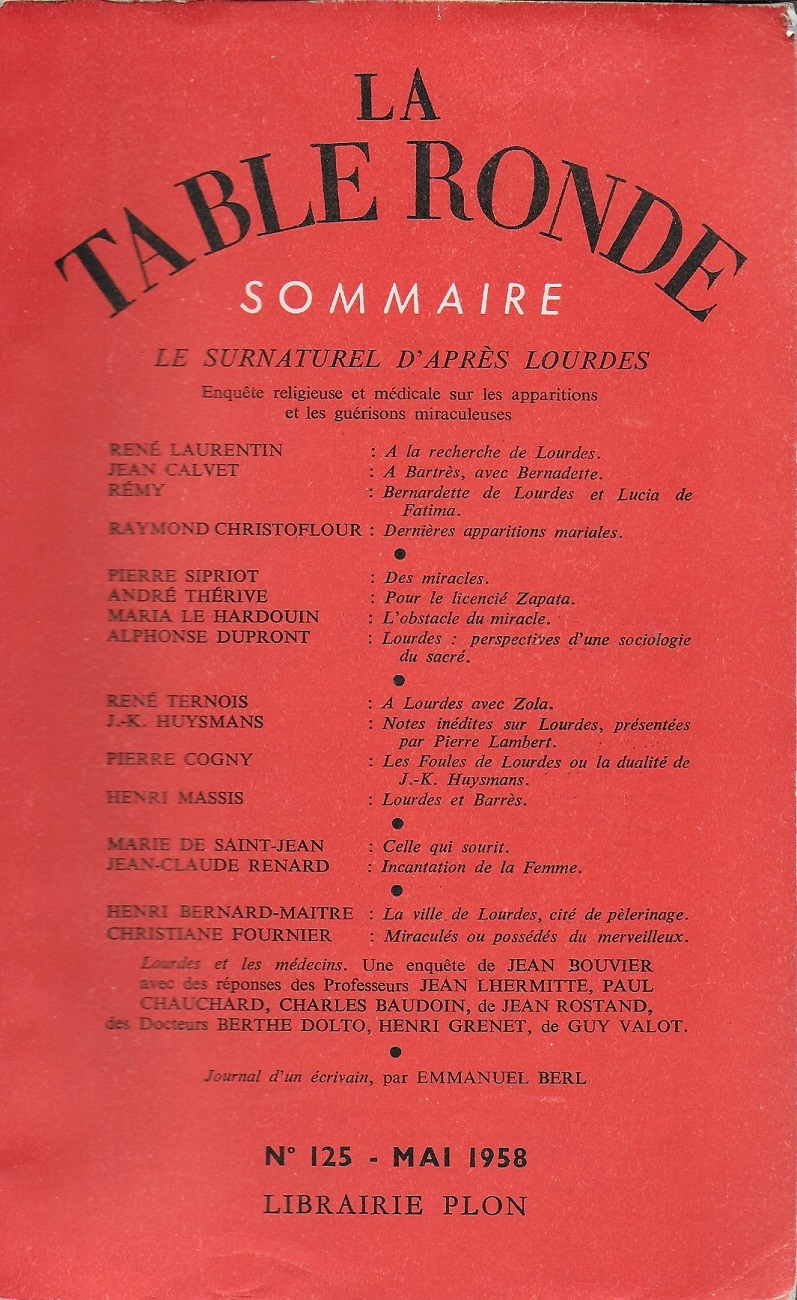 LA
TABLE RONDE
SOMMAIRE
LE SURNATUREL D'APRÈS LOURDES
Enquête religieuse et médicale sur les apparitions
et les guérisons miraculeuses
RENÉ LAURENTIN : A la recherche de Lourdes.
JEAN CALVET : A Bartrès, avec Bernadette.
RÉMY : Bernardette de Lourdes et Lucia de
Fatima.
RAYMOND CHRISTOFLOUR : Dernières apparitions mariales.
●
PIERRE SIPRIOT : Des miracles.
ANDRÉ THÉRIVE : Pour le licencié Zapata.
MARIA LE HARDOUIN : L'obstacle du miracle.
ALPHONSE DUPRONT : Lourdes : perspectives d'une sociologie
du sacré.
●
RENÉ TERNOIS : A Lourdes avec Zola.
J.-K. HUYSMANS : Notes inédites sur Lourdes, présentées
par Pierre Lambert.
PIERRE COGNY : Les Foules de Lourdes ou la dualité de
J.-K. Huysmans.
HENRI MASSIS : Lourdes et Barrès.
●
MARIE DE SAINT-JEAN : Celle qui sourit.
JEAN-CLAUDE RENARD : Incantation de la Femme.
●
HENRI BERNARD-MAITRE : La ville de Lourdes, cité de pèlerinage.
CHRISTIANE FOURNIER : Miraculés ou possédés du merveilleux.
Lourdes et les médecins. Une enquête de JEAN BOUVIER
avec des réponses des Professeurs JEAN LHERMITTE, PAUL
CHAUCHARD, CHARLES BAUDOIN, de JEAN ROSTAND,
des Docteurs BERTHE DOLTO, HENRI GRENET, de GUY VALOT.
●
Journal d'un écrivain, par EMMANUEL BERL
N° 125 - MAI 1958
LIBRAIRIE PLON